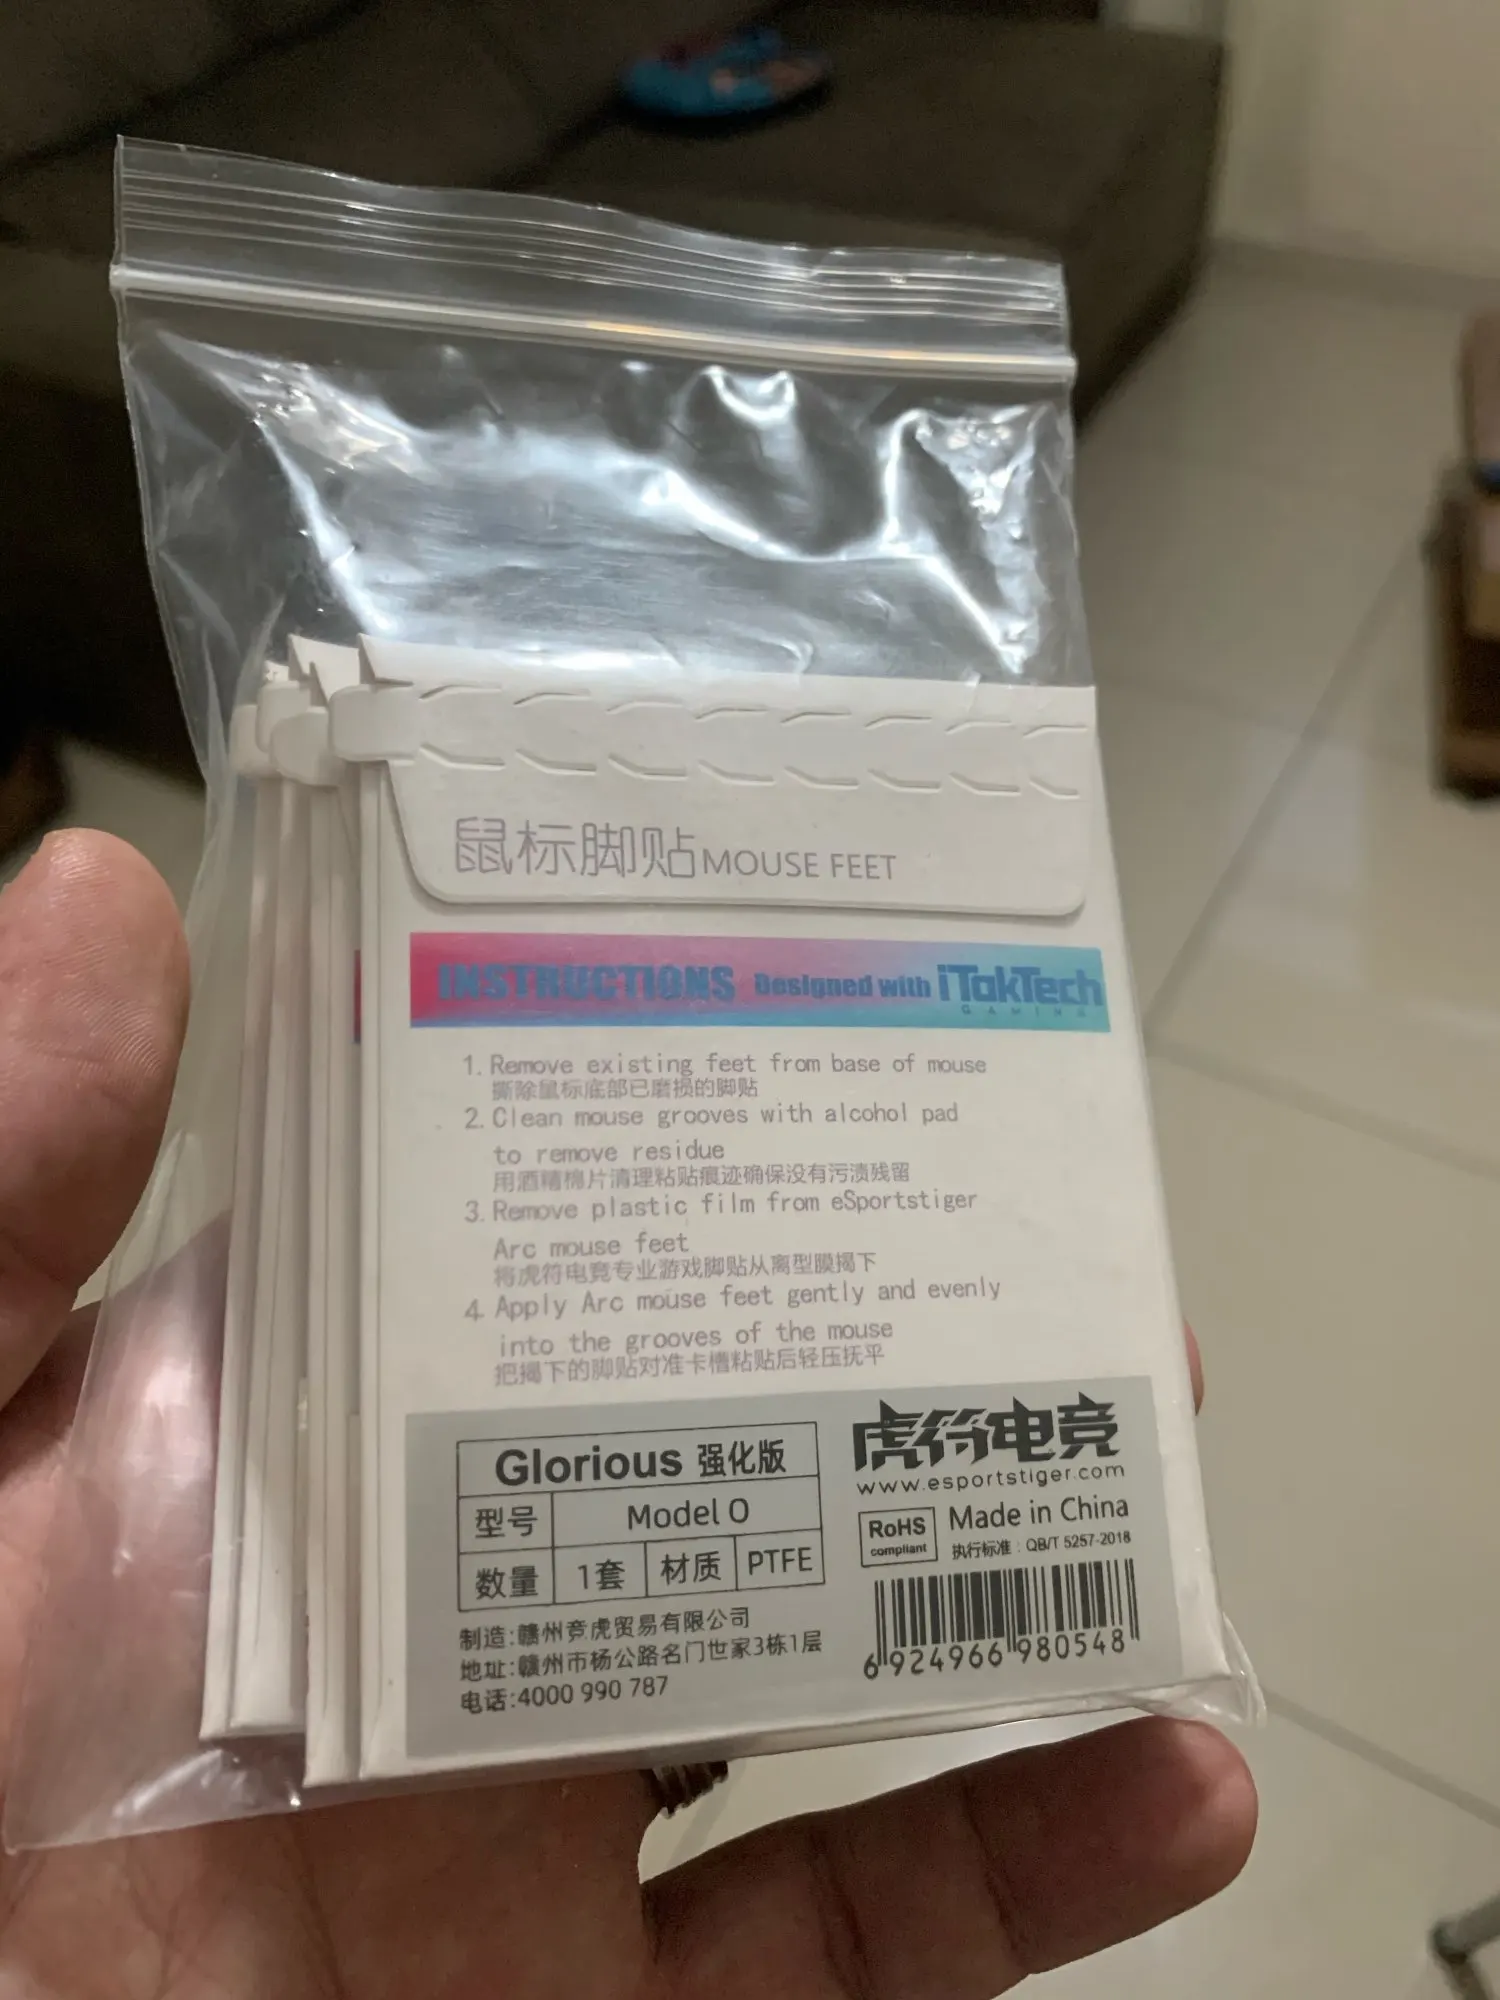 鼠标脚贴MOUSE FEET
INSTRUCTIONS Designed with iTakTech
GAMING
1. Remove existing feet from base of mouse
撕除鼠标底部已磨损的脚贴
2. Clean mouse grooves with alcohol pad
to remove residue
用酒精棉片清理粘贴痕迹确保没有污渍残留
3. Remove plastic film from eSportstiger
Arc mouse feet
将虎符电竞专业游戏脚贴从离型膜揭下
4. Apply Arc mouse feet gently and evenly
into the grooves of the mouse
把揭下的脚贴对准卡槽粘贴后轻压抚平
Glorious 强化版
型号 Model O
数量 1套 材质 PTFE
制造:赣州竞虎贸易有限公司
地址:赣州市杨公路名门世家3栋1层
电话:4000 990 787
虎符电竞
www.esportstiger.com
RoHS
compliant
Made in China
执行标准：QB/T 5257-2018
6 924966 980548